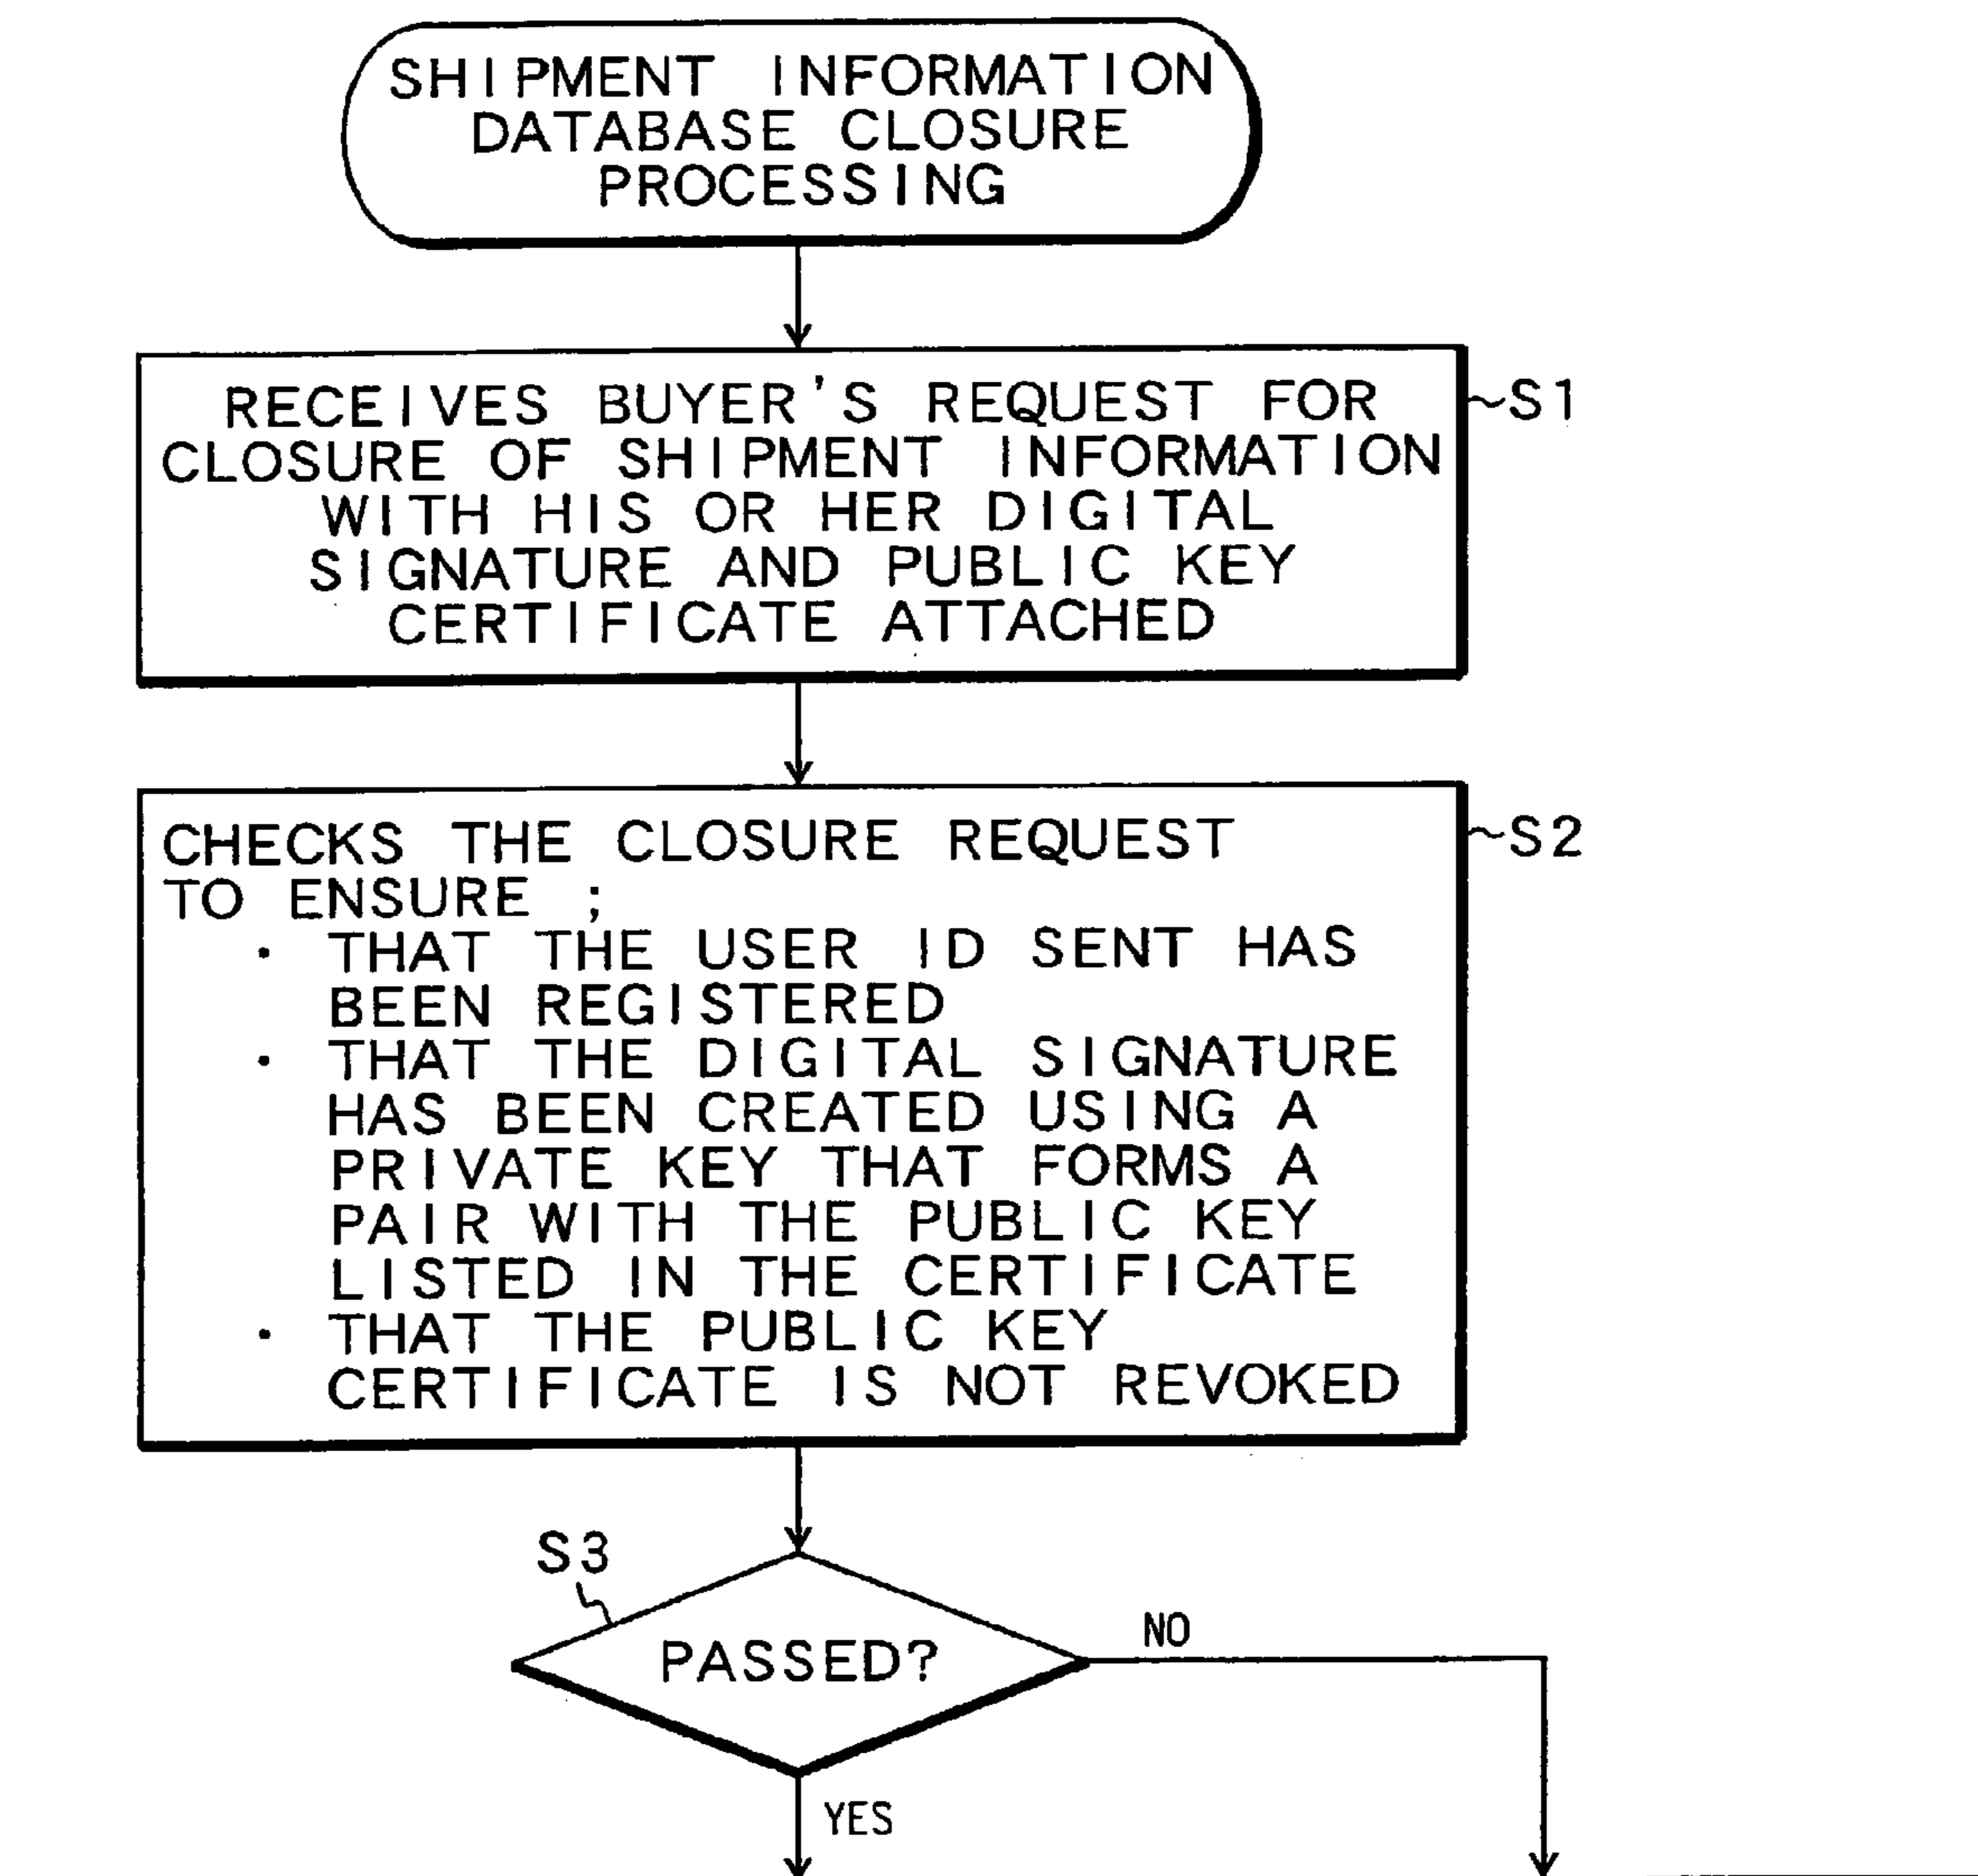 SHIPMENT INFORMATION
DATABASE CLOSURE
PROCESSING
RECEIVES BUYER'S REQUEST FOR
CLOSURE OF SHIPMENT INFORMATION
WITH HIS OR HER DIGITAL
SIGNATURE AND PUBLIC KEY
CERTIFICATE ATTACHED
S1
CHECKS THE CLOSURE REQUEST
TO ENSURE ;
· THAT THE USER ID SENT HAS
BEEN REGISTERED
· THAT THE DIGITAL SIGNATURE
HAS BEEN CREATED USING A
PRIVATE KEY THAT FORMS A
PAIR WITH THE PUBLIC KEY
LISTED IN THE CERTIFICATE
· THAT THE PUBLIC KEY
CERTIFICATE IS NOT REVOKED
S2
S3
PASSED?
NO
YES